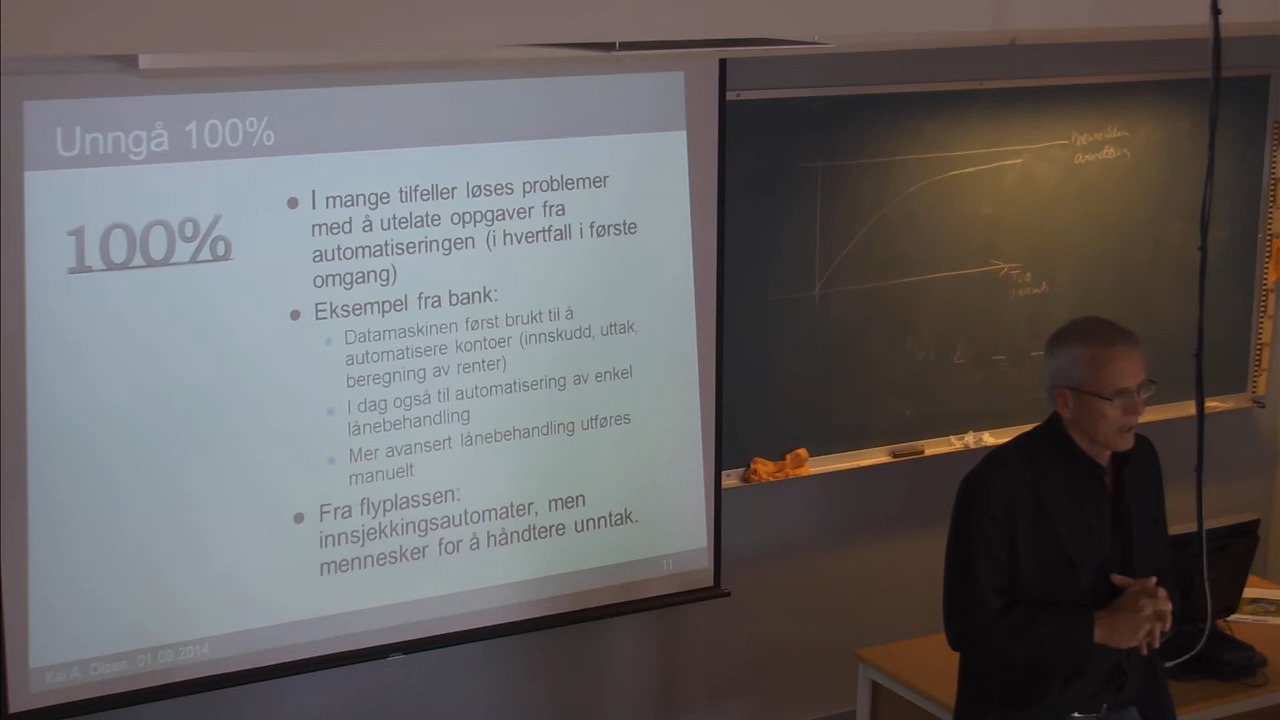 Unngå 100%
100%
I mange tilfeller løses problemer
med å utelate oppgaver fra
automatiseringen (i hvertfall i første
omgang)
Eksempel fra bank:
Datamaskinen først brukt til å
automatisere kontoer (innskudd, uttak,
beregning av renter)
I dag også til automatisering av enkel
lånebehandling
Mer avansert lånebehandling utføres
manuelt
Fra flyplassen:
innsjekkingsautomater, men
mennesker for å håndtere unntak.
11
Kai A. Olsen 01.09.2014